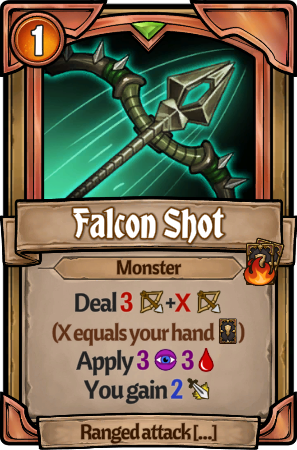 1
Falcon Shot
Monster
Deal 3 +X
(X equals your hand )
Apply 3 3
You gain 2
Ranged attack [...]